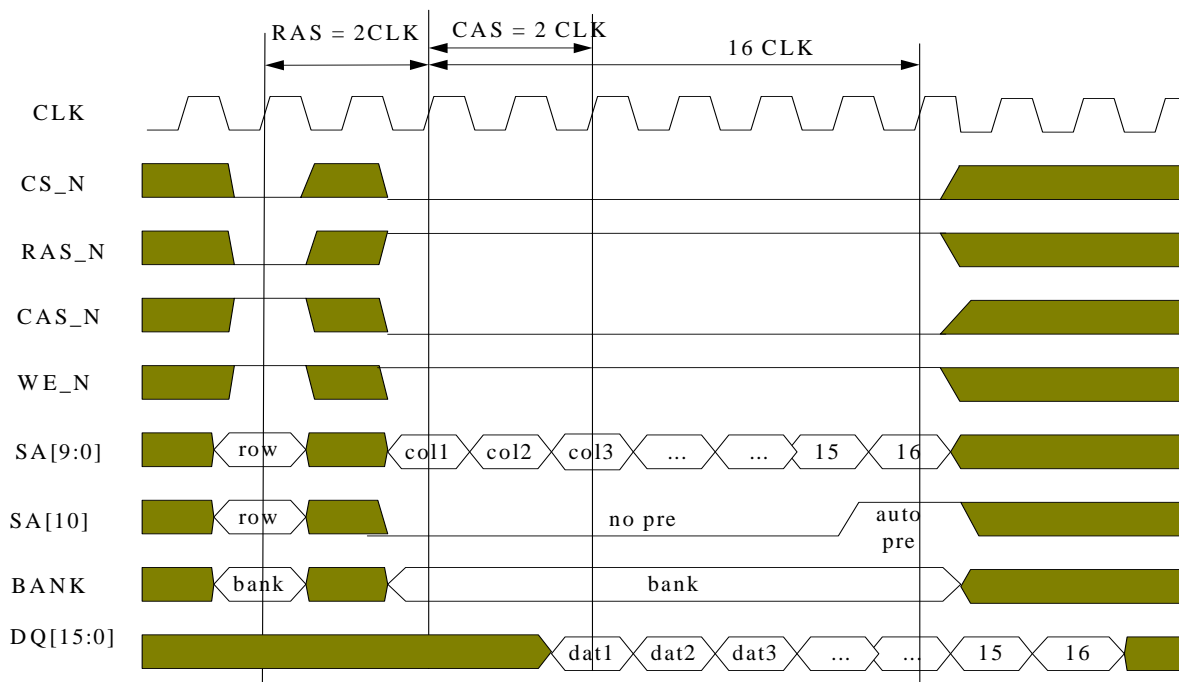 RAS = 2CLK
CAS = 2 CLK
16 CLK
CLK
CS_N
RAS_N
CAS_N
WE_N
SA[9:0] row col1 col2 col3 ... ... 15 16
SA[10] row no pre auto
pre
BANK bank bank
DQ[15:0] dat1 dat2 dat3 ... ... 15 16